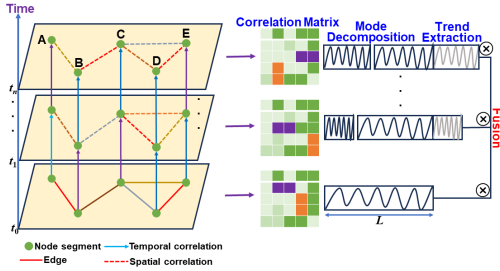 Time
A
B
C
D
E
t_n
t_1
t_0
Correlation Matrix
Mode Decomposition
Trend Extraction
Fusion
L
Node segment
Temporal correlation
Edge
Spatial correlation